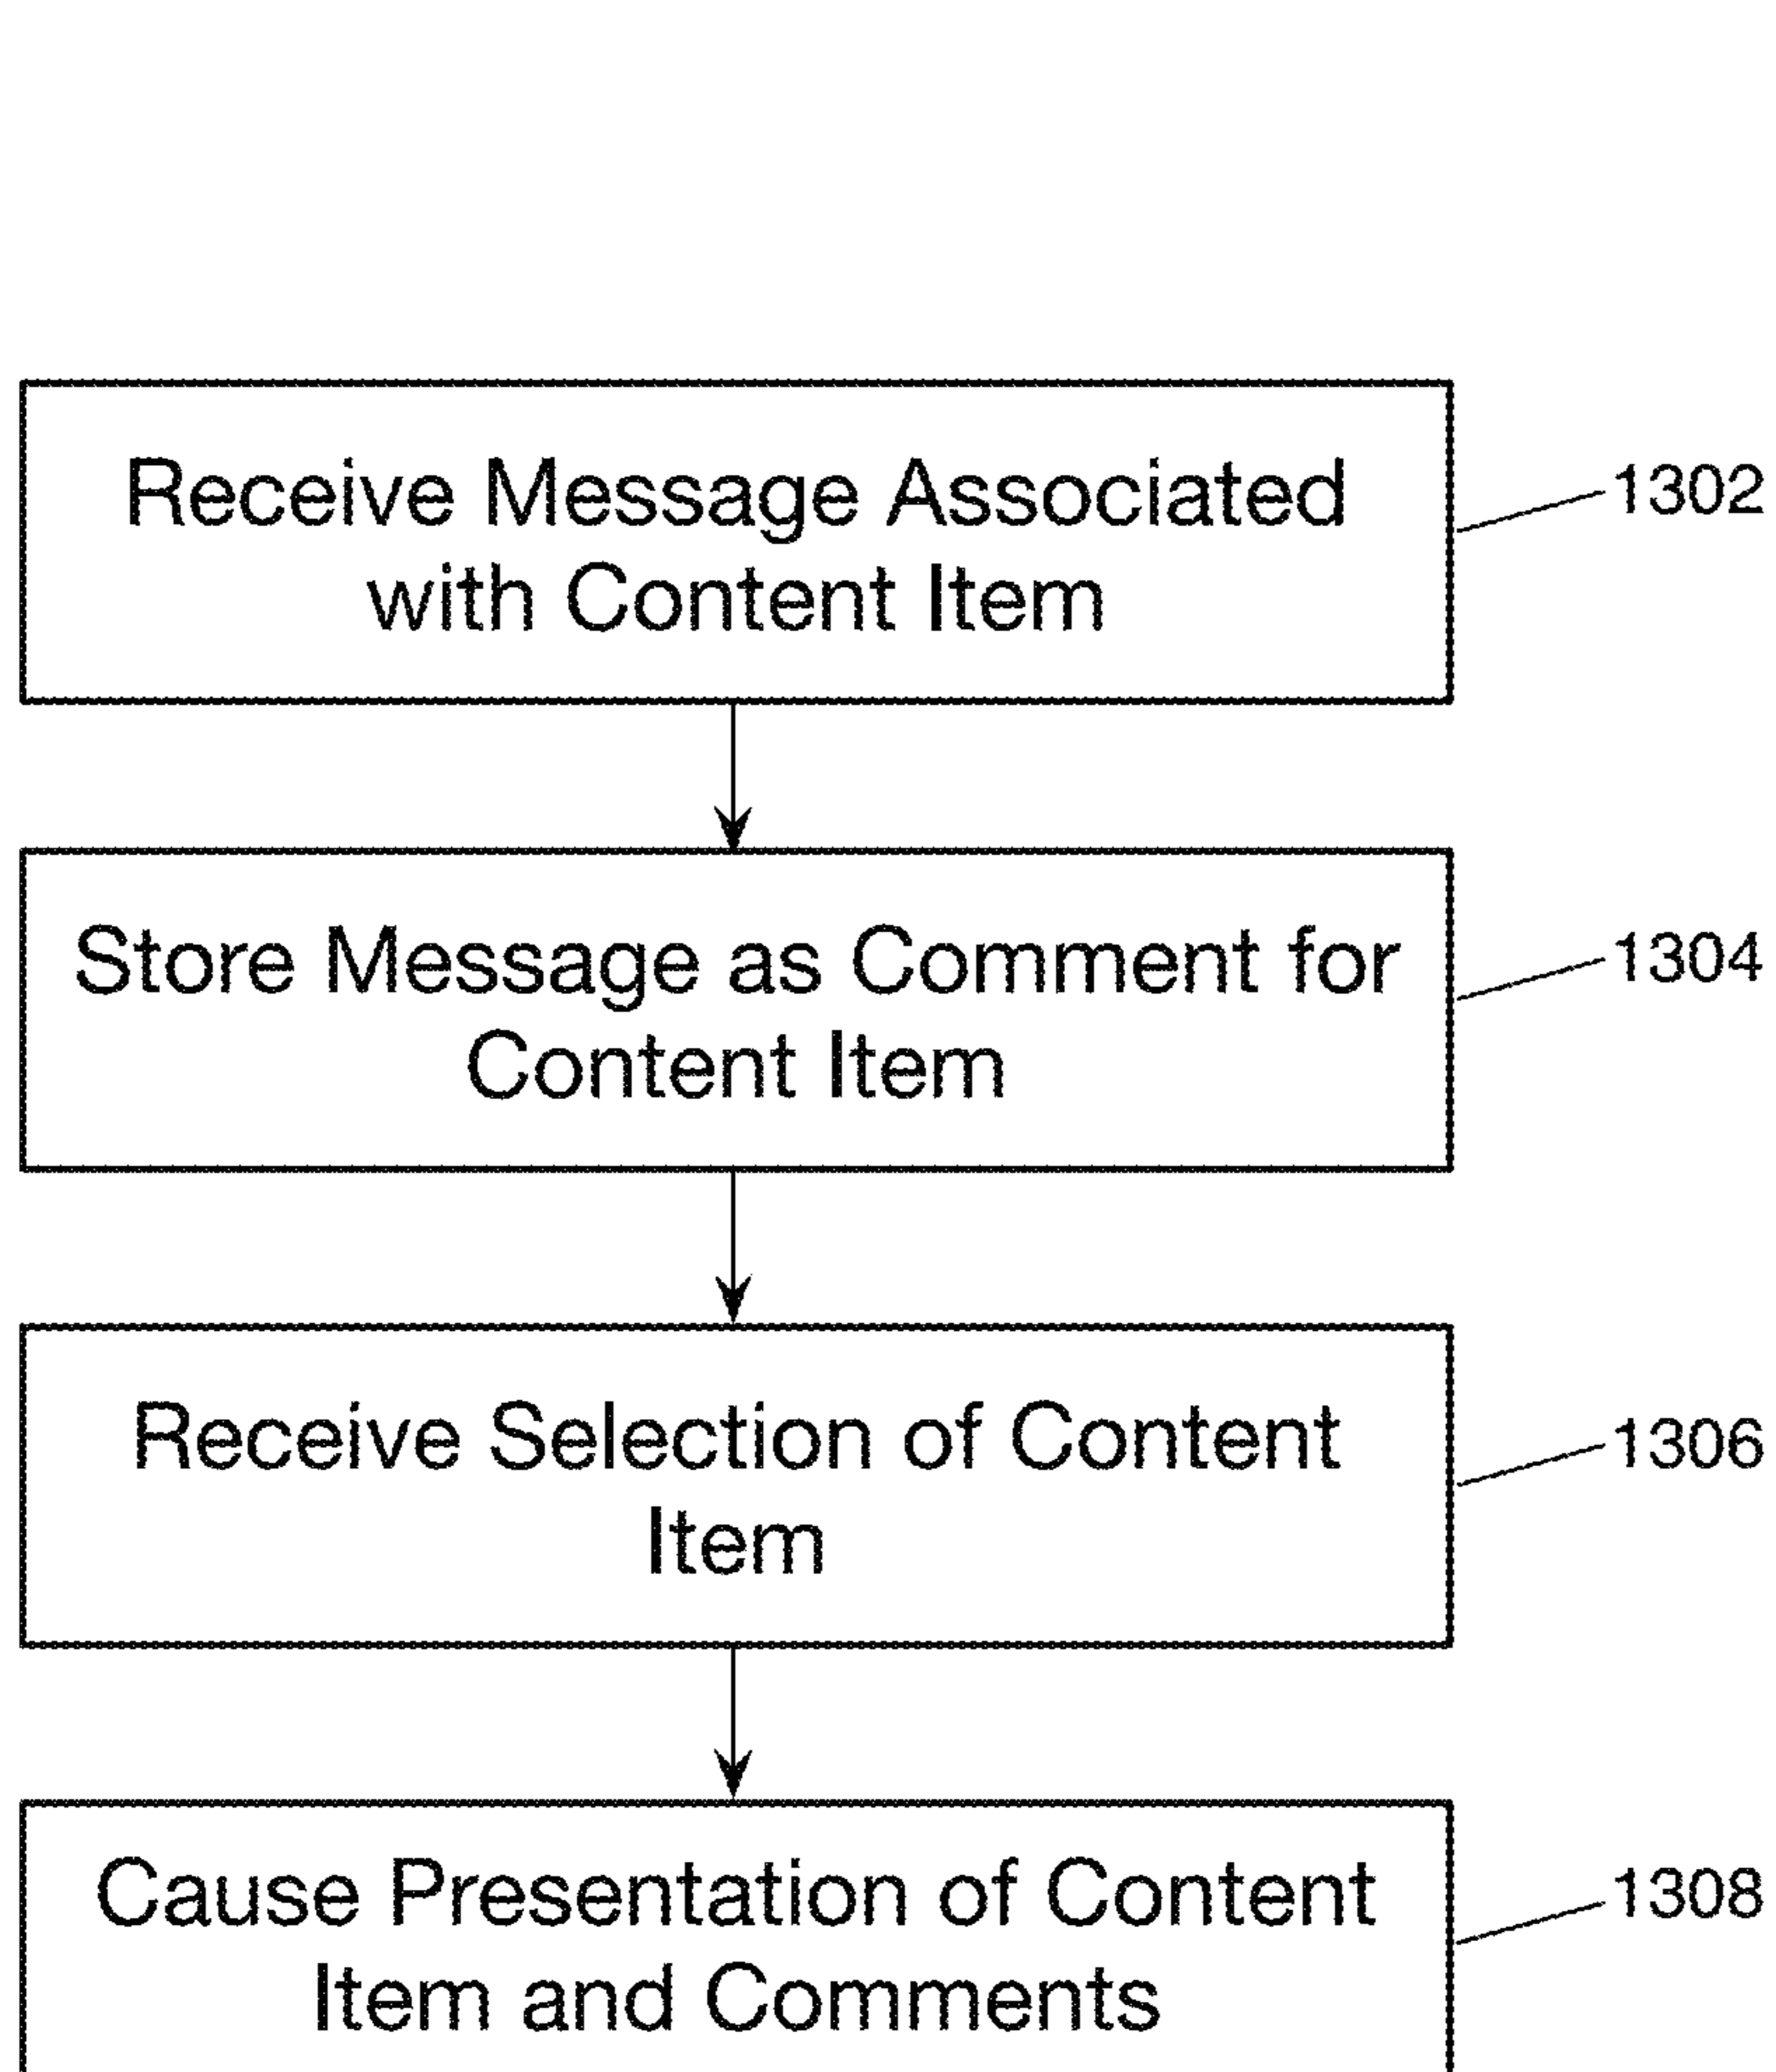 Receive Message Associated
with Content Item
1302
Store Message as Comment for
Content Item
1304
Receive Selection of Content
Item
1306
Cause Presentation of Content
Item and Comments
1308